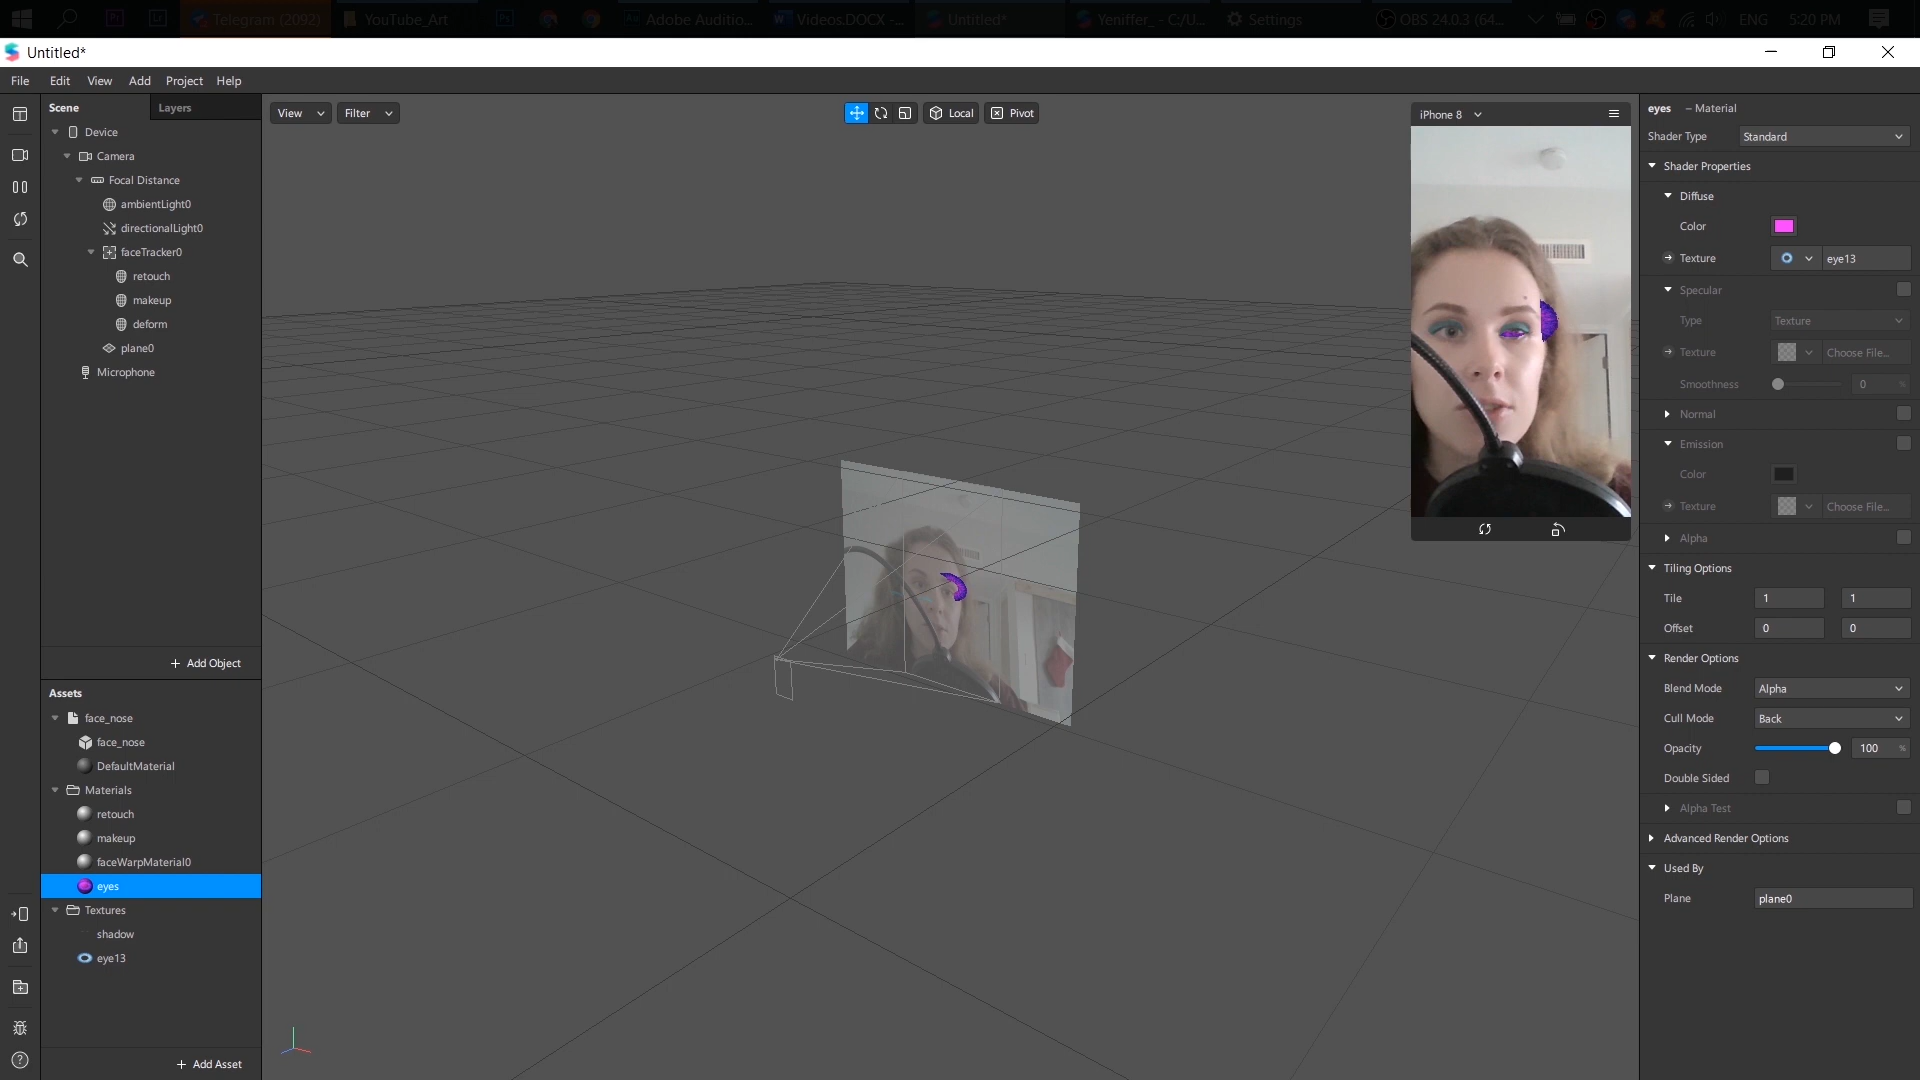 Telegram (2092)
YouTube_Art
Adobe Auditio...
Videos.DOCX -...
Untitled*
Yeniffer_ - C:/U...
Settings
OBS 24.0.3 (64...
ENG
5:20 PM
Untitled*
File Edit View Add Project Help
Scene Layers
Device
Camera
Focal Distance
ambientLight0
directionalLight0
faceTracker0
retouch
makeup
deform
plane0
Microphone
+ Add Object
Assets
face_nose
face_nose
DefaultMaterial
Materials
retouch
makeup
faceWarpMaterial0
eyes
Textures
shadow
eye13
+ Add Asset
View Filter
Local Pivot
iPhone 8
eyes – Material
Shader Type Standard
Shader Properties
Diffuse
Color
Texture eye13
Specular
Type Texture
Texture Choose File...
Smoothness 0 %
Normal
Emission
Color
Texture Choose File...
Alpha
Tiling Options
Tile 1 1
Offset 0 0
Render Options
Blend Mode Alpha
Cull Mode Back
Opacity 100 %
Double Sided
Alpha Test
Advanced Render Options
Used By
Plane plane0